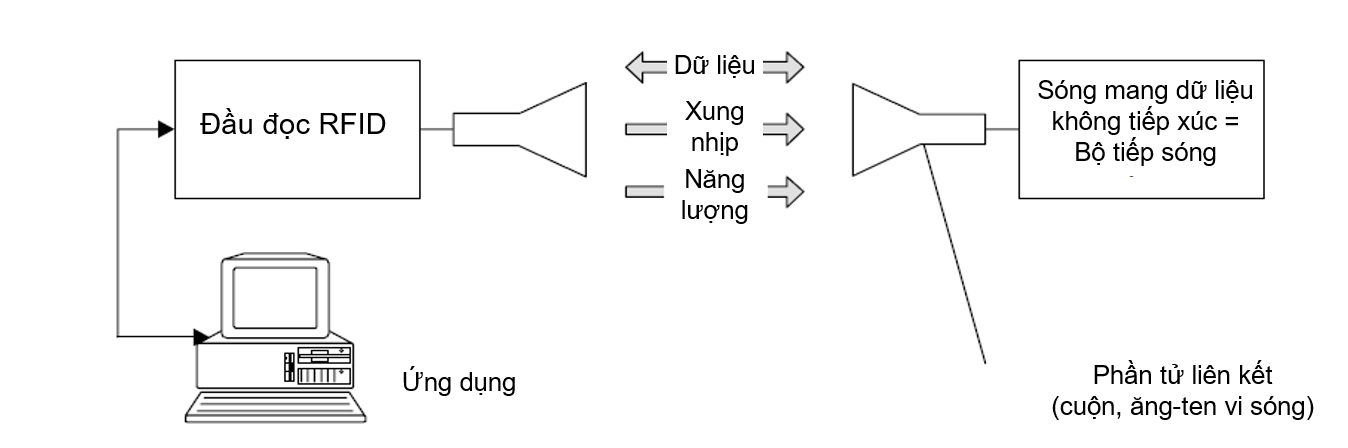 Dữ liệu
Đầu đọc RFID
Xung
nhịp
Năng
lượng
Sóng mang dữ liệu
không tiếp xúc =
Bộ tiếp sóng
Ứng dụng
Phần tử liên kết
(cuộn, ăng-ten vi sóng)